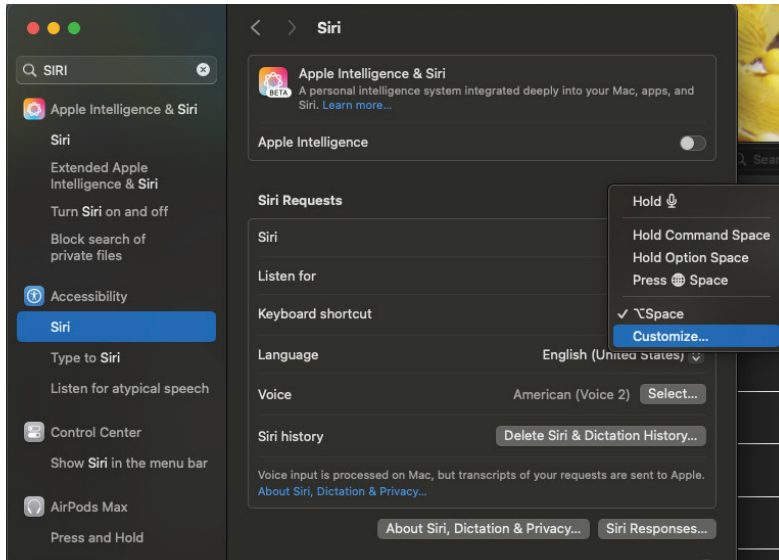 Siri
SIRI
Apple Intelligence & Siri
Siri
Extended Apple
Intelligence & Siri
Turn Siri on and off
Block search of
private files
Accessibility
Siri
Type to Siri
Listen for atypical speech
Control Center
Show Siri in the menu bar
AirPods Max
Press and Hold
Apple Intelligence & Siri
BETA
A personal intelligence system integrated deeply into your Mac, apps, and
Siri. Learn more...
Apple Intelligence
Siri Requests
Siri
Listen for
Keyboard shortcut
Language
English (United States)
Voice
American (Voice 2) Select...
Siri history
Delete Siri & Dictation History...
Voice input is processed on Mac, but transcripts of your requests are sent to Apple.
About Siri, Dictation & Privacy...
About Siri, Dictation & Privacy... Siri Responses...
Hold
Hold Command Space
Hold Option Space
Press Space
✓ ⌥Space
Customize...